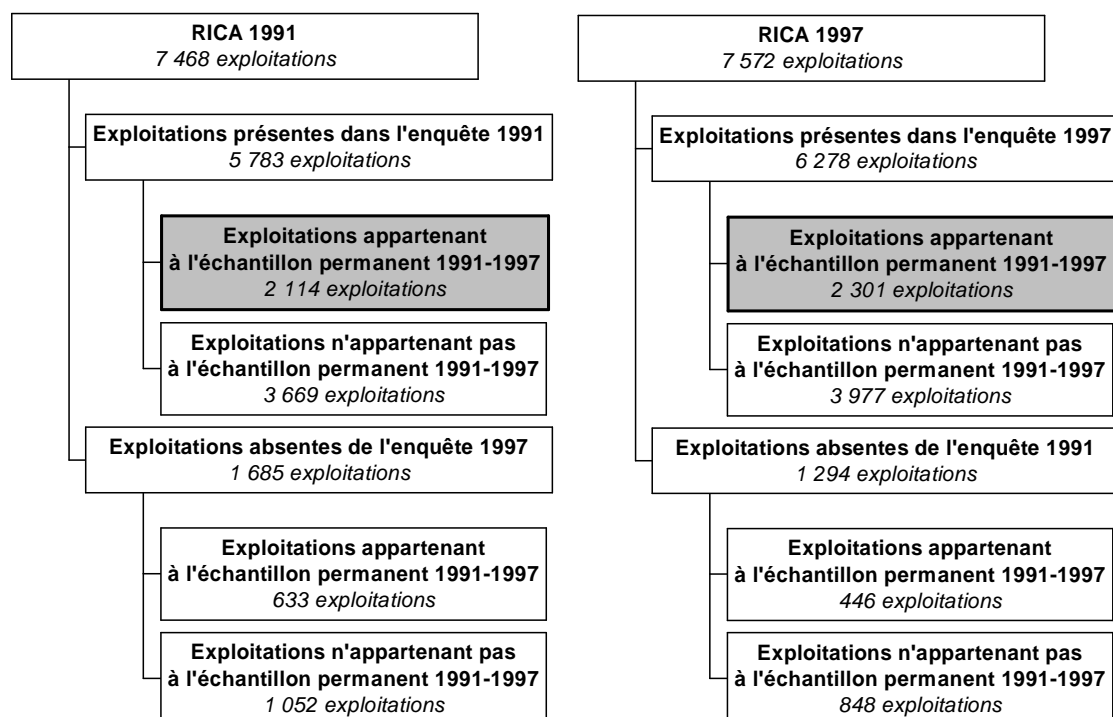 RICA 1991
7 468 exploitations
Exploitations présentes dans l'enquête 1991
5 783 exploitations
Exploitations appartenant
à l'échantillon permanent 1991-1997
2 114 exploitations
Exploitations n'appartenant pas
à l'échantillon permanent 1991-1997
3 669 exploitations
Exploitations absentes de l'enquête 1997
1 685 exploitations
Exploitations appartenant
à l'échantillon permanent 1991-1997
633 exploitations
Exploitations n'appartenant pas
à l'échantillon permanent 1991-1997
1 052 exploitations
RICA 1997
7 572 exploitations
Exploitations présentes dans l'enquête 1997
6 278 exploitations
Exploitations appartenant
à l'échantillon permanent 1991-1997
2 301 exploitations
Exploitations n'appartenant pas
à l'échantillon permanent 1991-1997
3 977 exploitations
Exploitations absentes de l'enquête 1991
1 294 exploitations
Exploitations appartenant
à l'échantillon permanent 1991-1997
446 exploitations
Exploitations n'appartenant pas
à l'échantillon permanent 1991-1997
848 exploitations